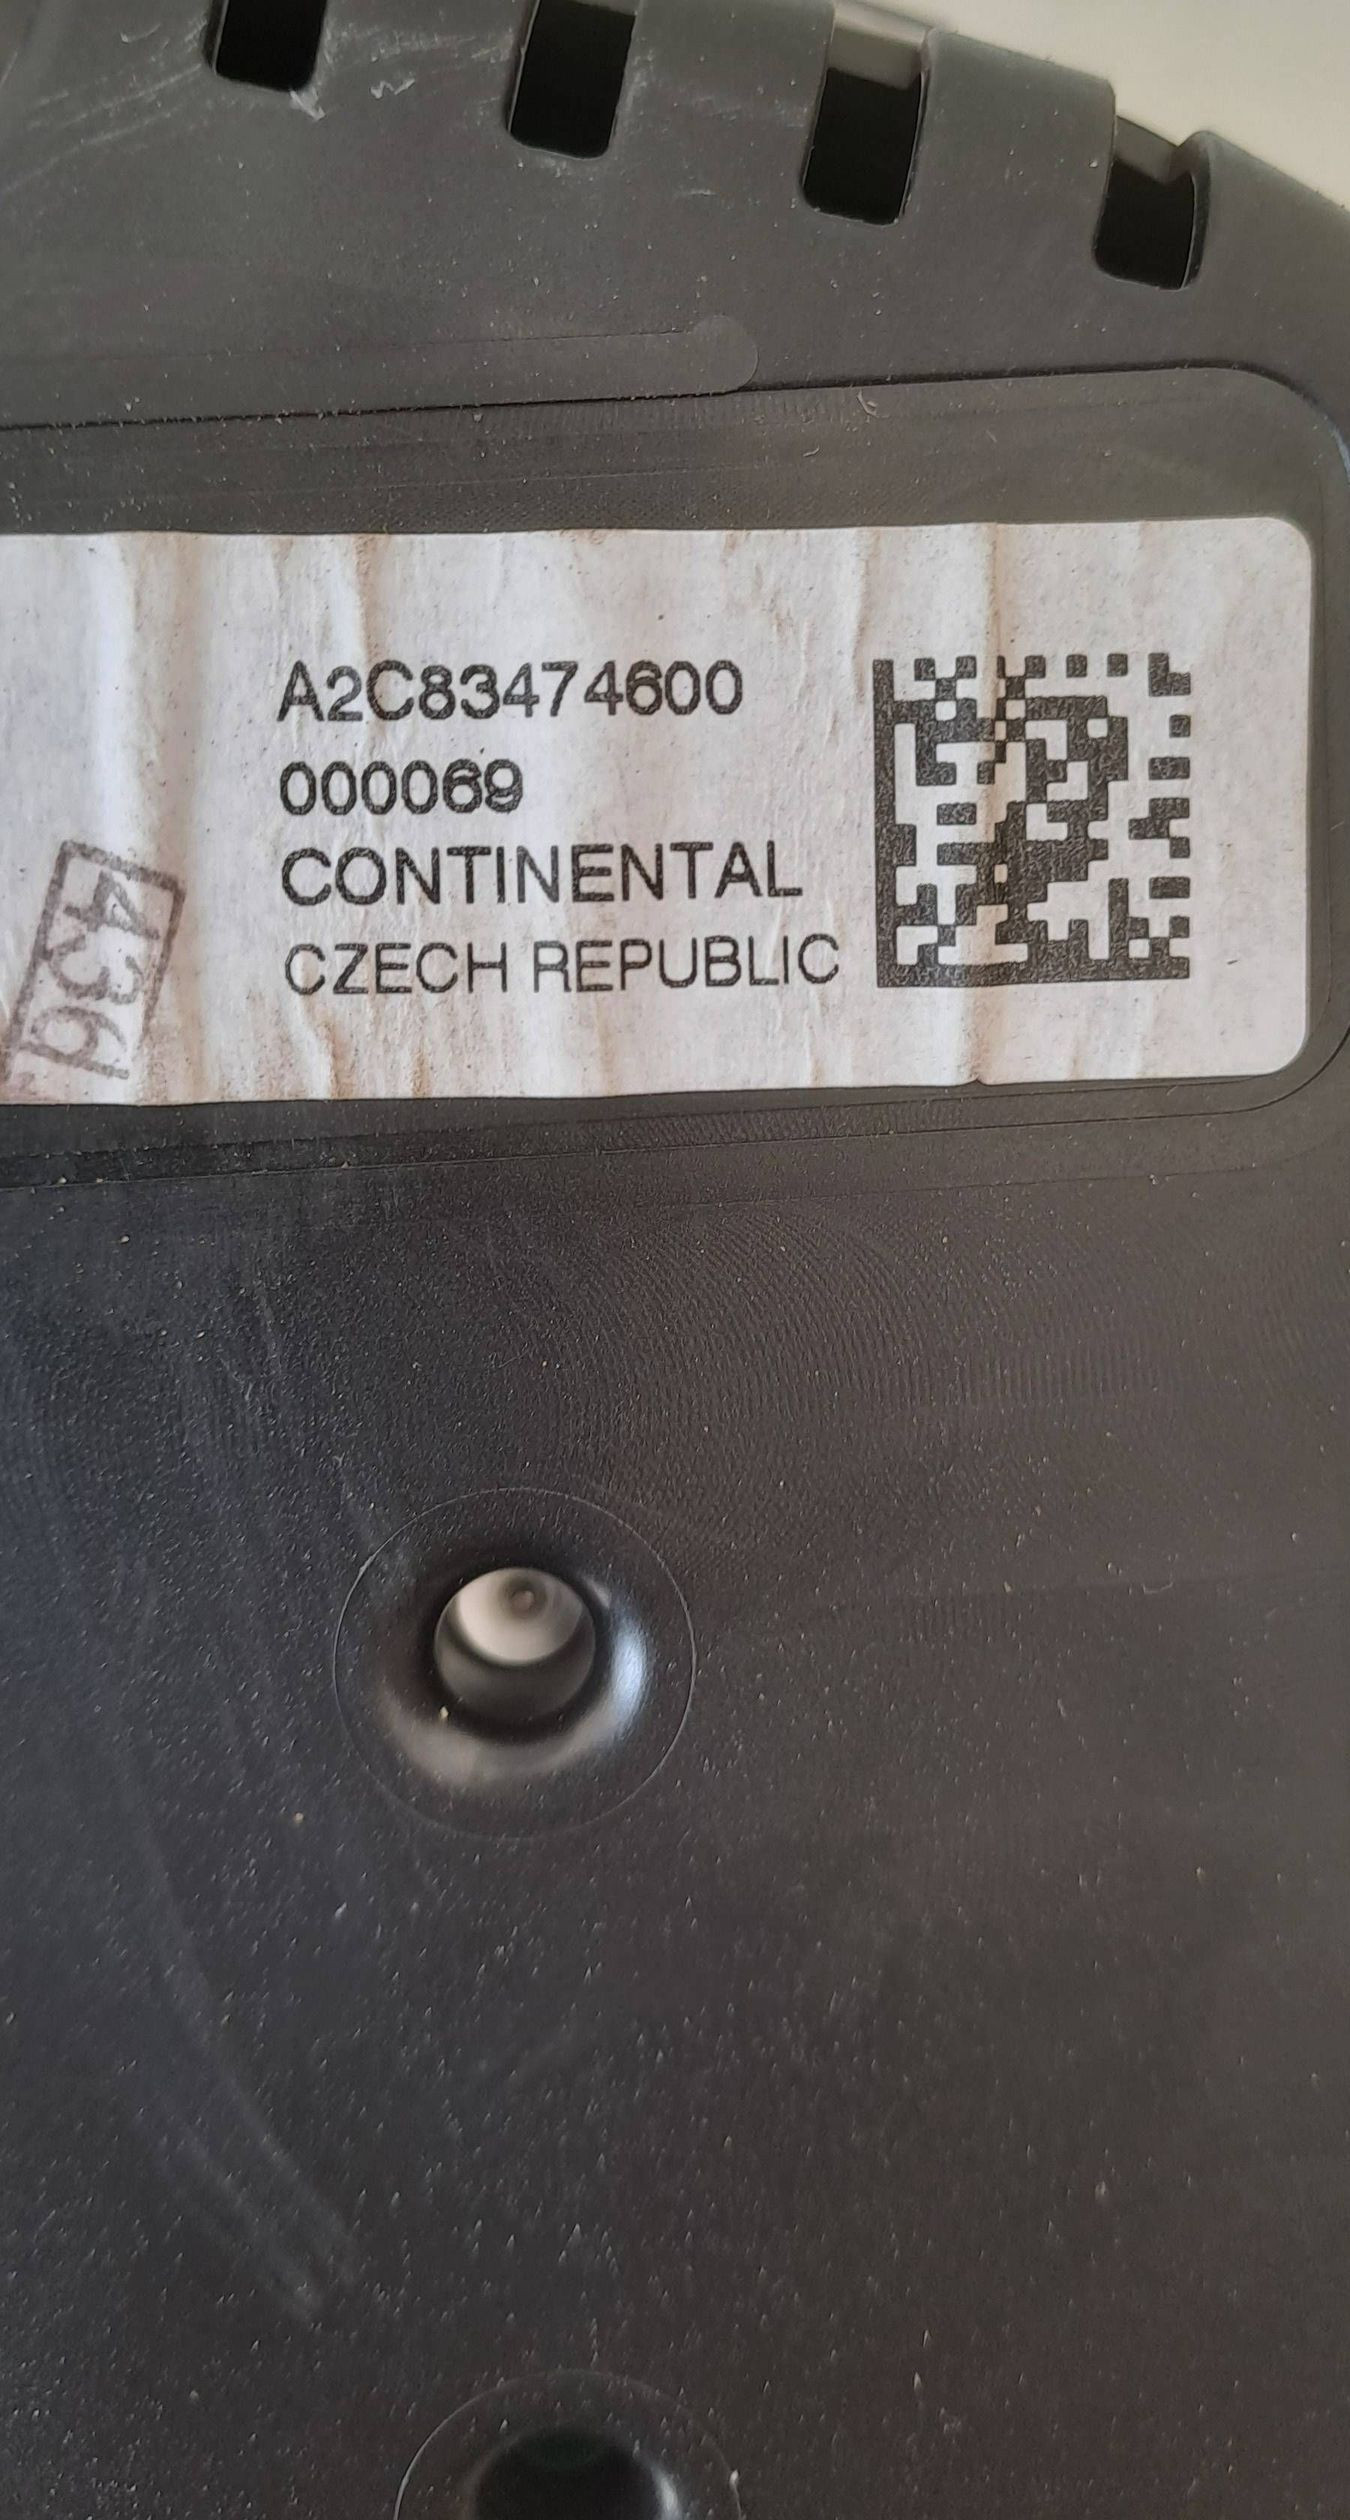 A2C83474600
000069
CONTINENTAL
CZECH REPUBLIC
436